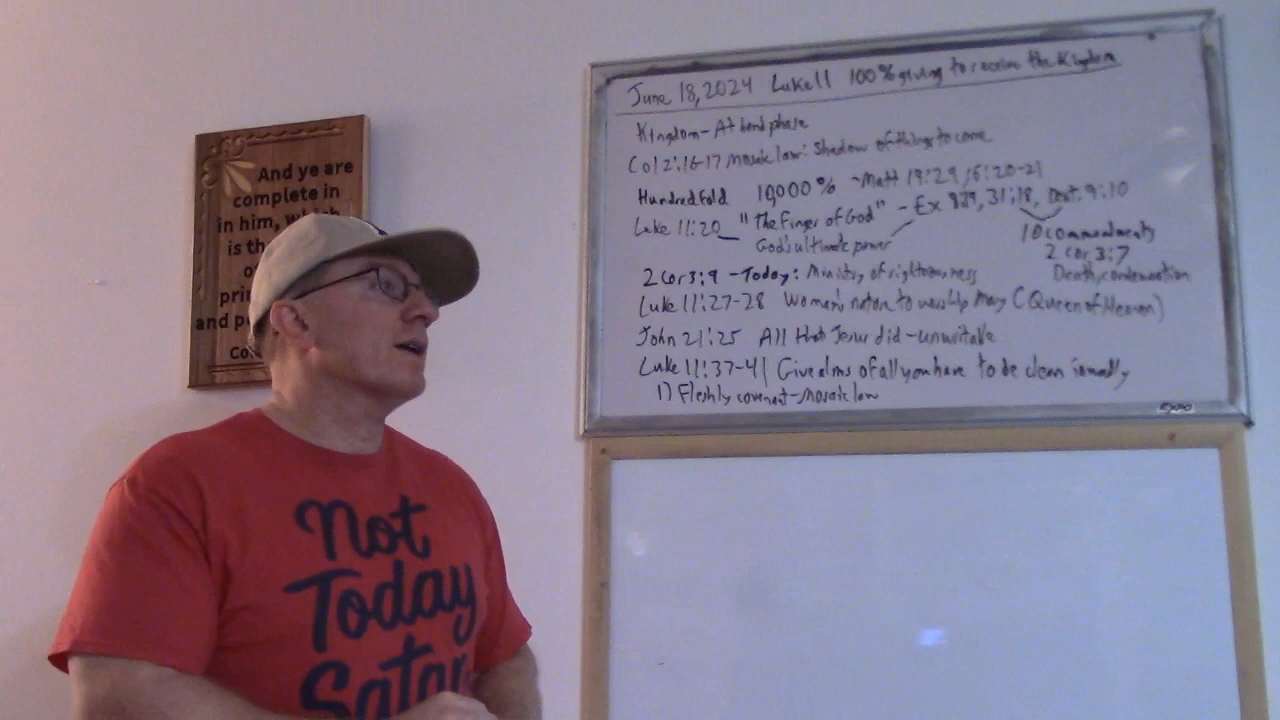 And ye are
complete in
in him, which
is the
pri
and p
Co
Not
Today
Satan
June 18, 2024 Luke 11 100% giving to receive the Kingdom
Kingdom - At hand phase
Col 2:16-17 Mosaic law: Shadow of things to come
Hundredfold 10,000% - Matt 19:29, 6:20-21
Luke 11:20 "The Finger of God" - Ex 31:18, Deut. 9:10
God's ultimate power
10 commandments
2 Cor 3:7
Death, condemnation
2 Cor 3:9 - Today: Ministry of righteousness
Luke 11:27-28 Women not to worship Mary (Queen of Heaven)
John 21:25 All that Jesus did - unwritable
Luke 11:37-41 Give alms of all you have to be clean inwardly
1) Fleshly covenant - Mosaic law
EXPO